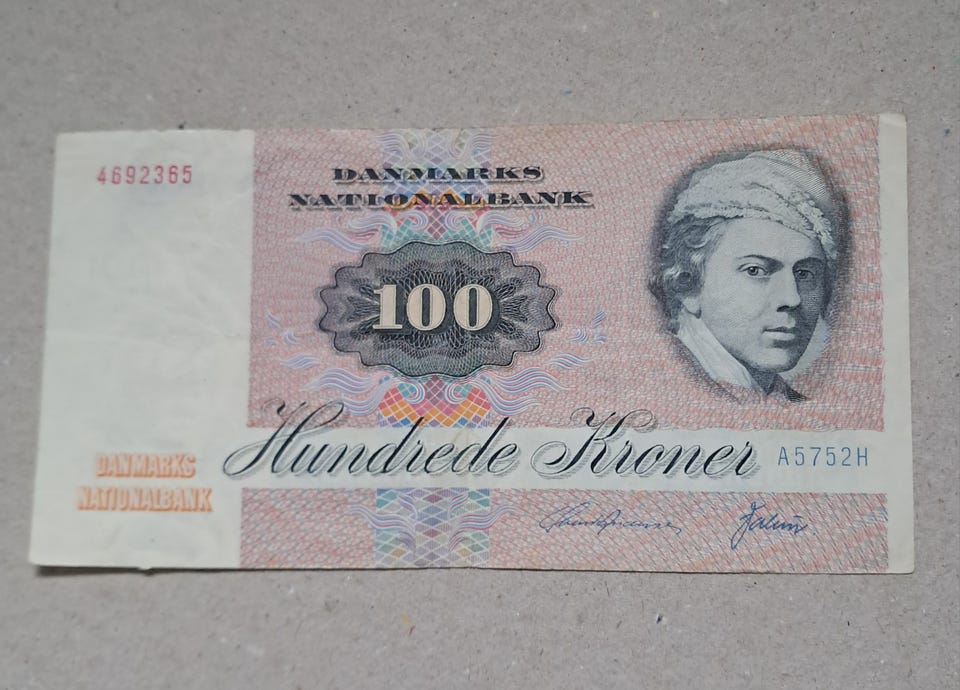 4692365
DANMARKS
NATIONALBANK
100
Hundrede Kroner
A5752H
DANMARKS
NATIONALBANK